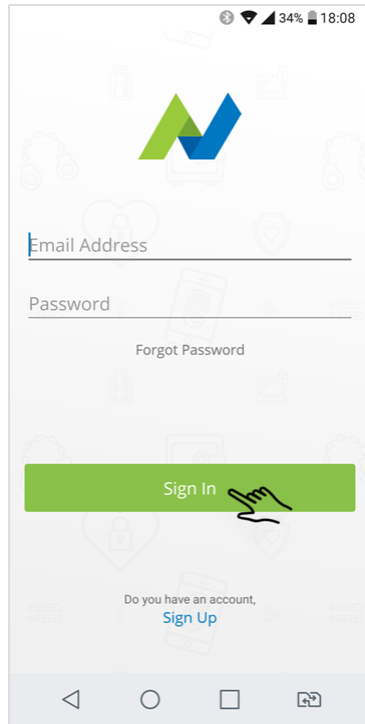 34% 18:08
Email Address
Password
Forgot Password
Sign In
Do you have an account,
Sign Up